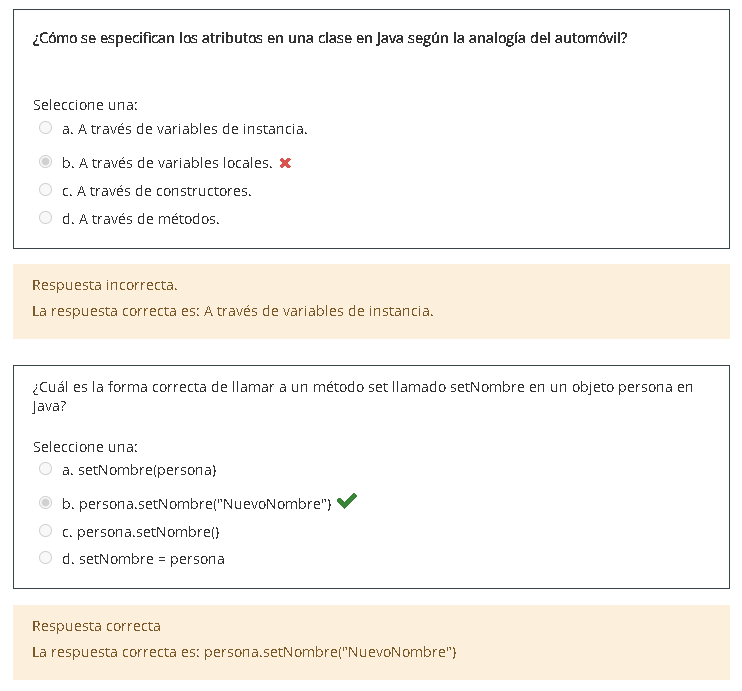 ¿Cómo se especifican los atributos en una clase en Java según la analogía del automóvil?
Seleccione una:
a. A través de variables de instancia.
b. A través de variables locales.
c. A través de constructores.
d. A través de métodos.
Respuesta incorrecta.
La respuesta correcta es: A través de variables de instancia.
¿Cuál es la forma correcta de llamar a un método set llamado setNombre en un objeto persona en
Java?
Seleccione una:
a. setNombre(persona)
b. persona.setNombre("NuevoNombre")
c. persona.setNombre()
d. setNombre = persona
Respuesta correcta
La respuesta correcta es: persona.setNombre("NuevoNombre")